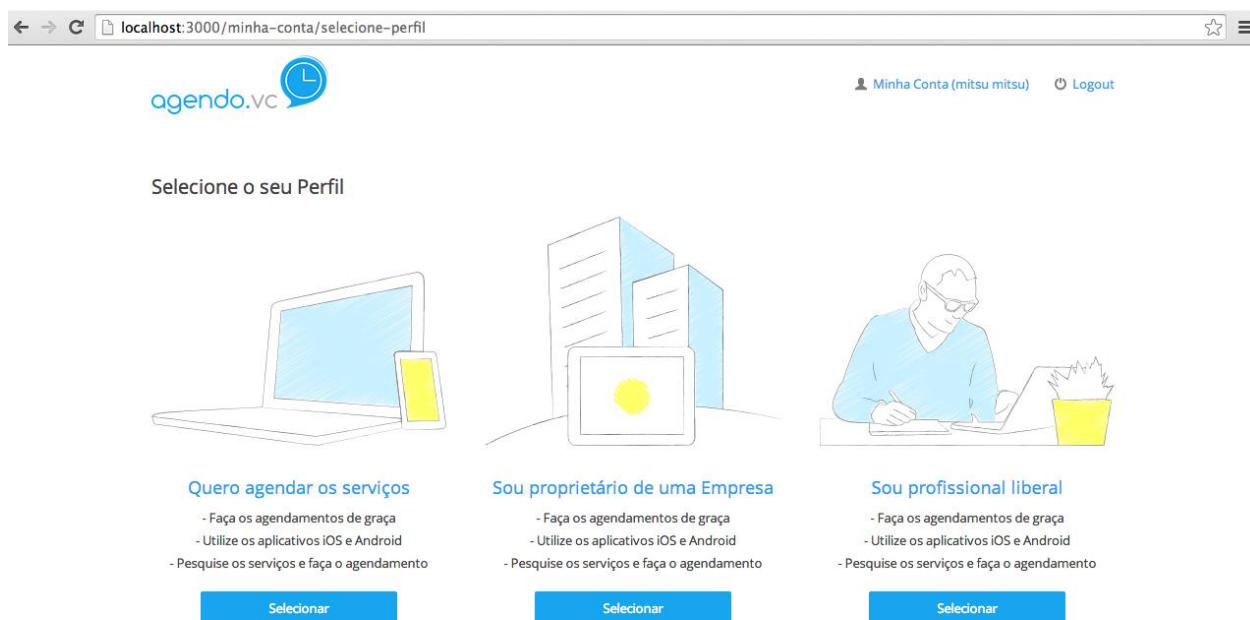 localhost:3000/minha-conta/selecione-perfil
agendo.vc
Minha Conta (mitsu mitsu) Logout
Selecione o seu Perfil
Quero agendar os serviços
- Faça os agendamentos de graça
- Utilize os aplicativos iOS e Android
- Pesquise os serviços e faça o agendamento
Selecionar
Sou proprietário de uma Empresa
- Faça os agendamentos de graça
- Utilize os aplicativos iOS e Android
- Pesquise os serviços e faça o agendamento
Selecionar
Sou profissional liberal
- Faça os agendamentos de graça
- Utilize os aplicativos iOS e Android
- Pesquise os serviços e faça o agendamento
Selecionar